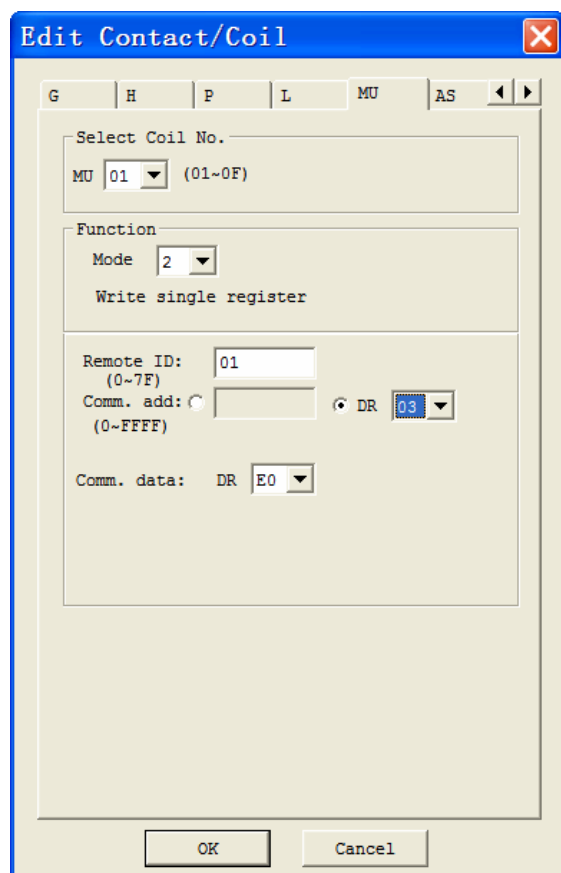 Edit Contact/Coil
G H P L MU AS
Select Coil No.
MU 01 (01~0F)
Function
Mode 2
Write single register
Remote ID: 01
(0~7F)
Comm. add: DR 03
(0~FFFF)
Comm. data: DR E0
OK Cancel